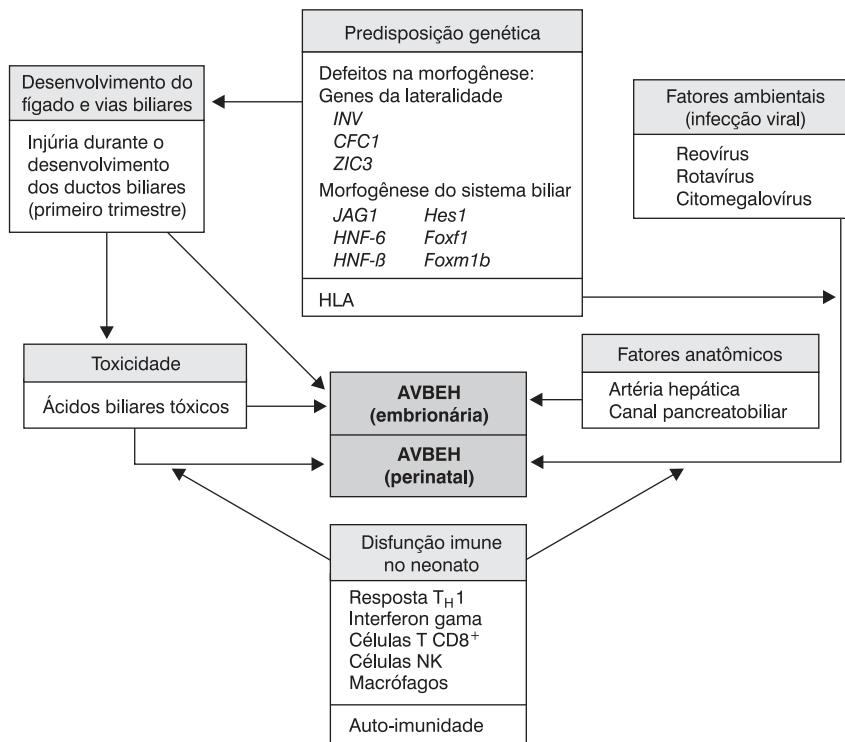 Predisposição genética
Defeitos na morfogênese:
Genes da lateralidade
INV
CFC1
ZIC3
Morfogênese do sistema biliar
JAG1 Hes1
HNF-6 Foxf1
HNF-ß Foxm1b
HLA
Desenvolvimento do
fígado e vias biliares
Injúria durante o
desenvolvimento
dos ductos biliares
(primeiro trimestre)
Fatores ambientais
(infecção viral)
Reovírus
Rotavírus
Citomegalovírus
Toxicidade
Ácidos biliares tóxicos
AVBEH
(embrionária)
AVBEH
(perinatal)
Fatores anatômicos
Artéria hepática
Canal pancreatobiliar
Disfunção imune
no neonato
Resposta TH1
Interferon gama
Células T CD8+
Células NK
Macrófagos
Auto-imunidade